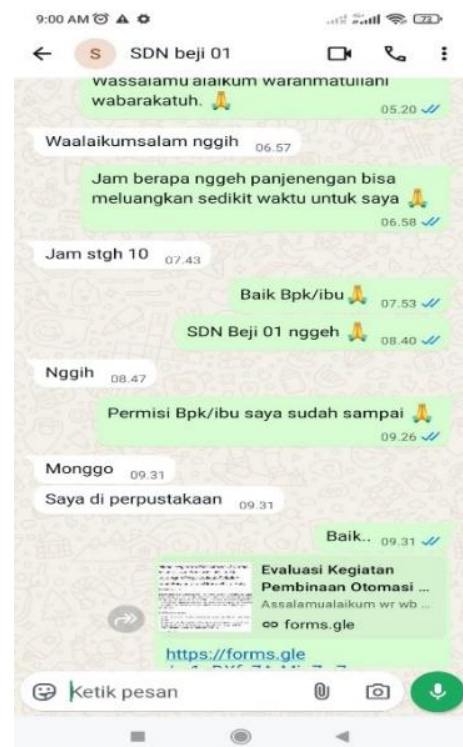 9:00 AM
73
S SDN beji 01
Wassalamu'alaikum warahmatullahi
wabarakatuh. 🙏
05.20
Waalaikumsalam nggih 06.57
Jam berapa nggeh panjenengan bisa
meluangkan sedikit waktu untuk saya 🙏
06.58
Jam stgh 10 07.43
Baik Bpk/ibu 🙏 07.53
SDN Beji 01 nggeh 🙏 08.40
Nggih 08.47
Permisi Bpk/ibu saya sudah sampai 🙏
09.26
Monggo 09.31
Saya di perpustakaan 09.31
Baik.. 09.31
Evaluasi Kegiatan
Pembinaan Otomasi ...
Assalamualaikum wr wb ...
forms.gle
https://forms.gle
Ketik pesan